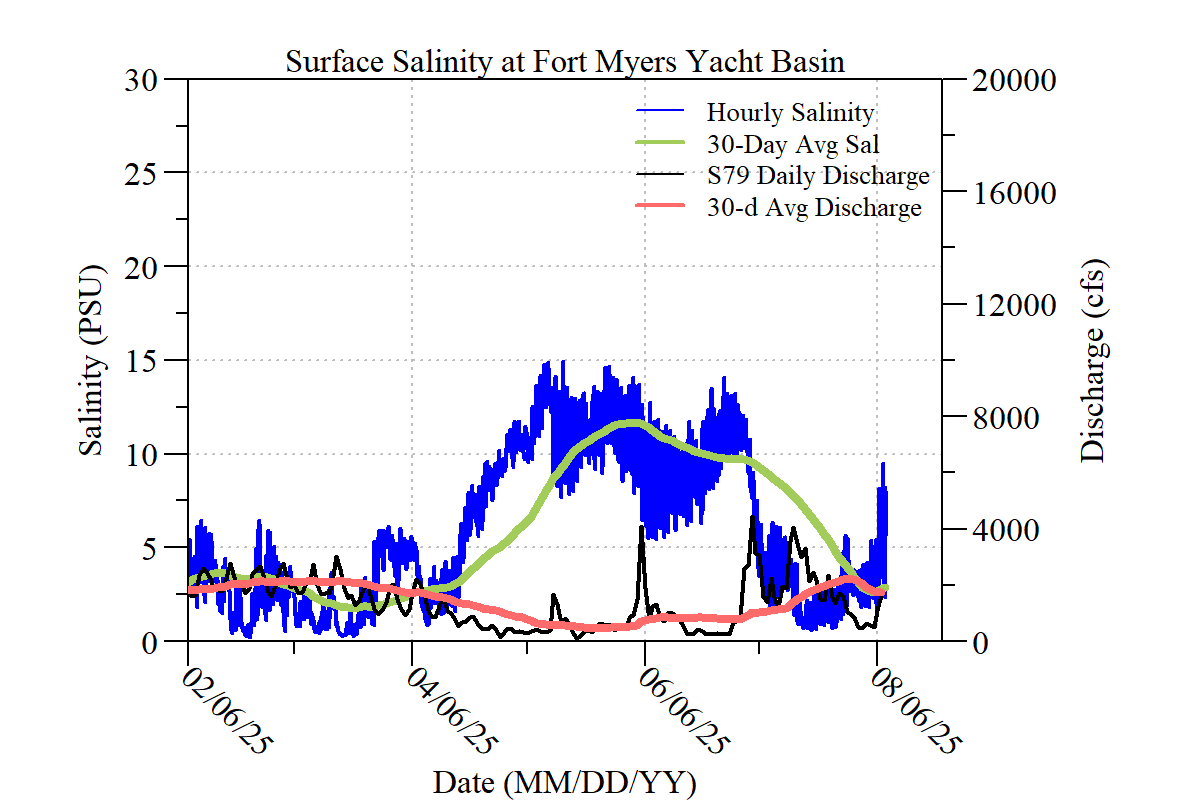 Surface Salinity at Fort Myers Yacht Basin
30
25
20
15
10
5
0
Salinity (PSU)
Hourly Salinity
30-Day Avg Sal
S79 Daily Discharge
30-d Avg Discharge
20000
16000
12000
8000
4000
0
Discharge (cfs)
02/06/25
04/06/25
06/06/25
08/06/25
Date (MM/DD/YY)